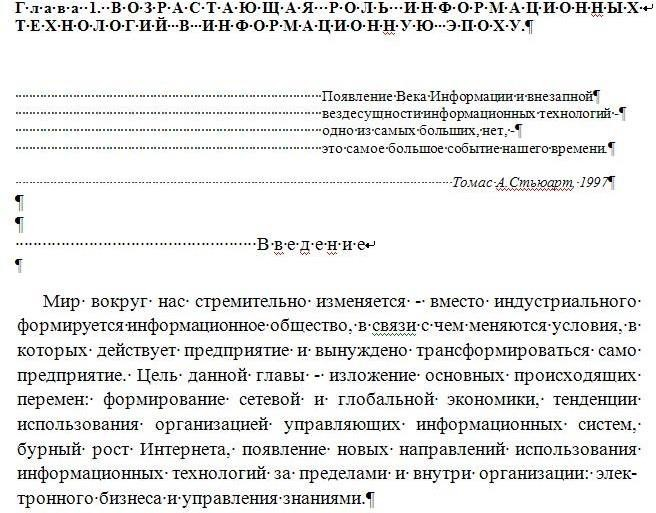 Глава 1. ВОЗРАСТАЮЩАЯ РОЛЬ ИНФОРМАЦИОННЫХ
ТЕХНОЛОГИЙ В ИНФОРМАЦИОННУЮ ЭПОХУ.¶
Появление Века Информации и внезапной¶
вездесущности информационных технологий -¶
одно из самых больших, нет, -¶
это самое большое событие нашего времени.¶
Томас А.Стьюарт, 1997¶
¶
¶
Введение
¶
Мир вокруг нас стремительно изменяется - вместо индустриального
формируется информационное общество, в связи с чем меняются условия, в
которых действует предприятие и вынуждено трансформироваться само
предприятие. Цель данной главы - изложение основных происходящих
перемен: формирование сетевой и глобальной экономики, тенденции
использования организацией управляющих информационных систем,
бурный рост Интернета, появление новых направлений использования
информационных технологий за пределами и внутри организации: элек-
тронного бизнеса и управления знаниями.¶